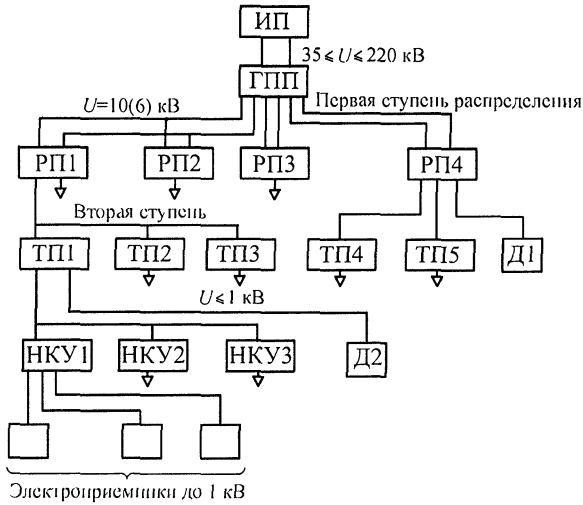 ИП
35 ⩽ U ⩽ 220 кВ
ГПП
U=10(6) кВ
Первая ступень распределения
РП1 РП2 РП3 РП4
Вторая ступень
ТП1 ТП2 ТП3 ТП4 ТП5 Д1
U ⩽ 1 кВ
НКУ1 НКУ2 НКУ3 Д2
Электроприемники до 1 кВ